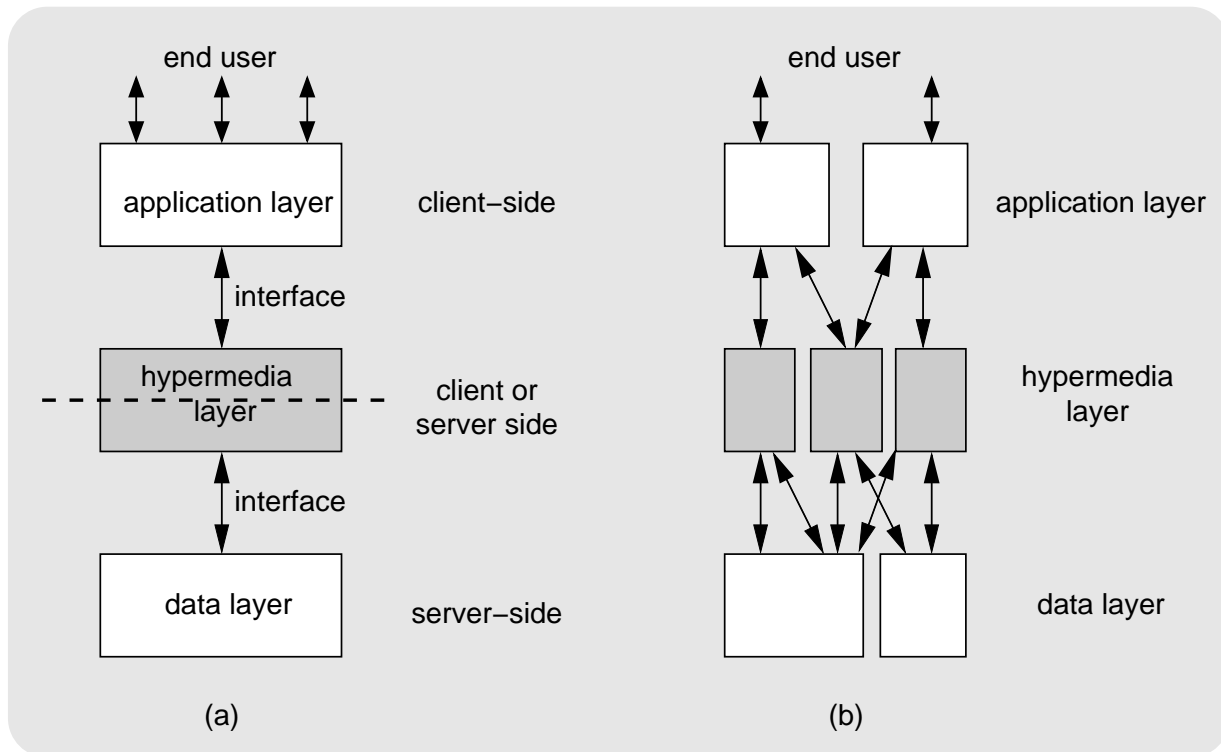 end user
application layer
client−side
interface
hypermedia
layer
client or
server side
interface
data layer
server−side
(a)
end user
application layer
hypermedia
layer
data layer
(b)